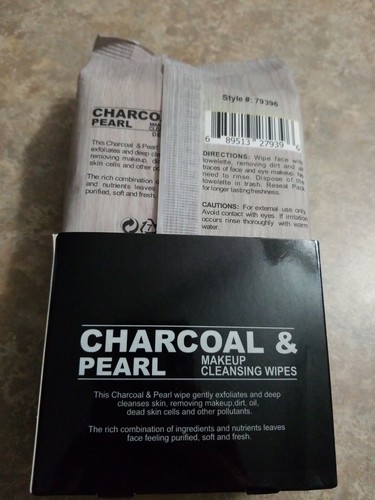 Style #: 79396
6 89513 27939 6
CHARCO
PEARL
This Charcoal & Pearl
exfoliates and deep cle
removing makeup, di
skin cells and other po
The rich combination o
and nutrients leaves
purified, soft and fresh.
DIRECTIONS: Wipe face with
towelette, removing dirt and all
traces of face and eye makeup. No
need to rinse. Dispose of the
towelette in trash. Reseal Pack
for longer lasting freshness.
CAUTIONS: For external use only.
Avoid contact with eyes. If irritation
occurs rinse thoroughly with warm
water.
CHARCOAL &
PEARL MAKEUP
CLEANSING WIPES
This Charcoal & Pearl wipe gently exfoliates and deep
cleanses skin, removing makeup,dirt, oil,
dead skin cells and other pollutants.
The rich combination of ingredients and nutrients leaves
face feeling purified, soft and fresh.